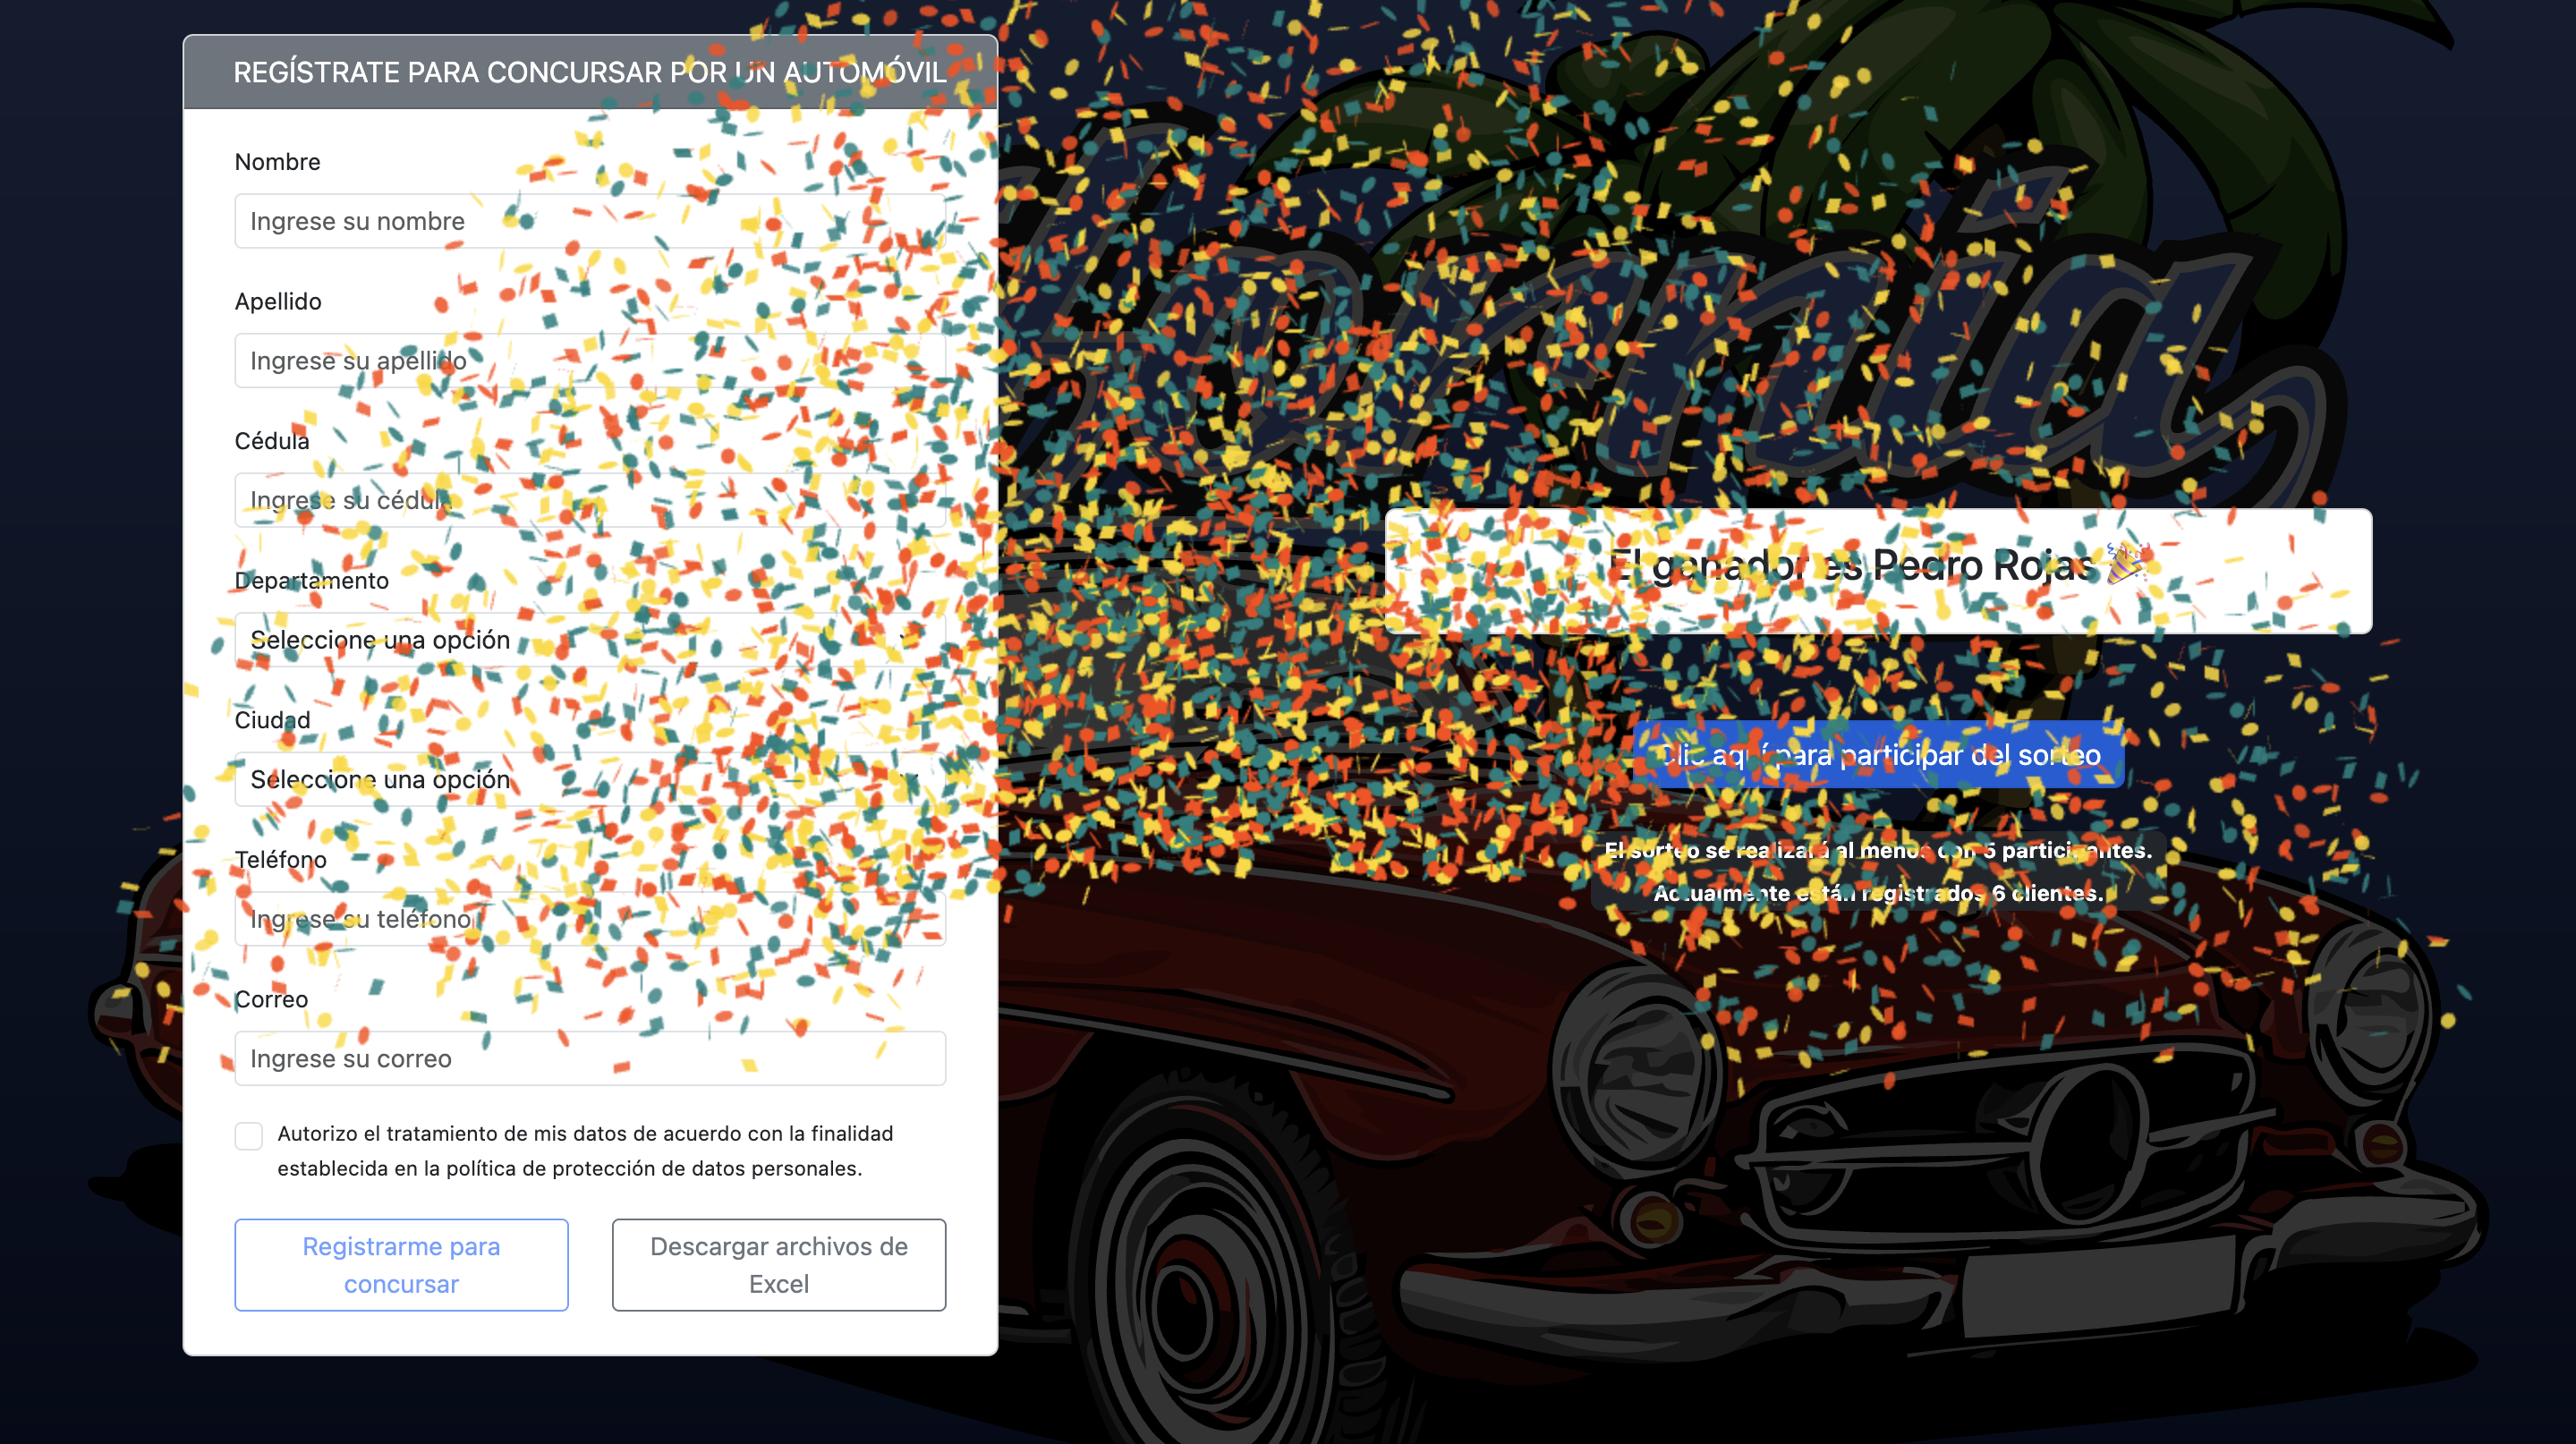 REGÍSTRATE PARA CONCURSAR POR UN AUTOMÓVIL
Nombre
Ingrese su nombre
Apellido
Ingrese su apellido
Cédula
Ingrese su cédula
Departamento
Seleccione una opción
Ciudad
Seleccione una opción
Teléfono
Ingrese su teléfono
Correo
Ingrese su correo
Autorizo el tratamiento de mis datos de acuerdo con la finalidad
establecida en la política de protección de datos personales.
Registrarme para
concursar
Descargar archivos de
Excel
El ganador es Pedro Rojas 🎉
Clic aquí para participar del sorteo
El sorteo se realizará al menos con 5 participantes.
Actualmente están registrados 6 clientes.